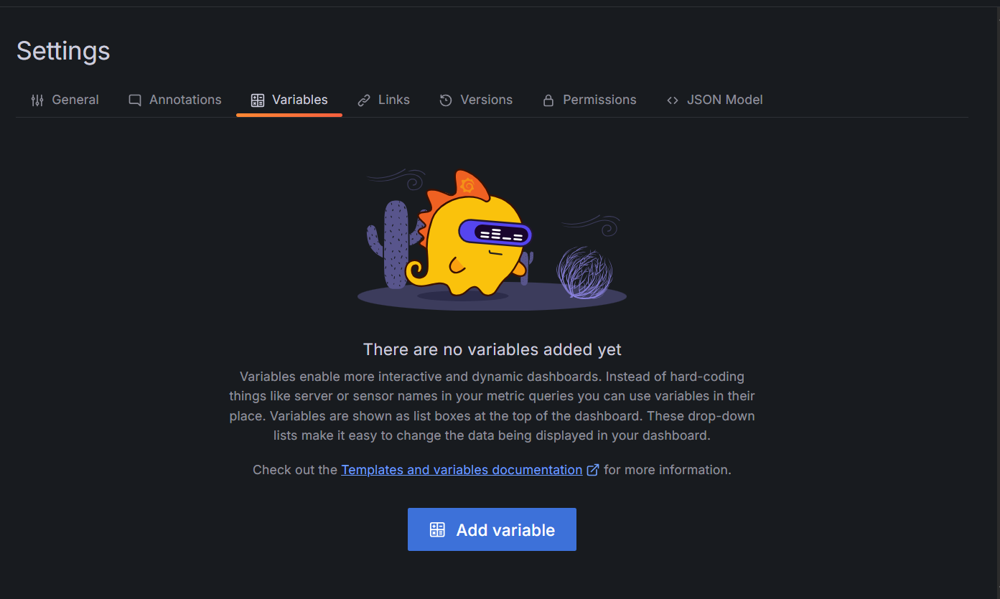 Settings
General Annotations Variables Links Versions Permissions JSON Model
There are no variables added yet
Variables enable more interactive and dynamic dashboards. Instead of hard-coding
things like server or sensor names in your metric queries you can use variables in their
place. Variables are shown as list boxes at the top of the dashboard. These drop-down
lists make it easy to change the data being displayed in your dashboard.
Check out the Templates and variables documentation for more information.
Add variable